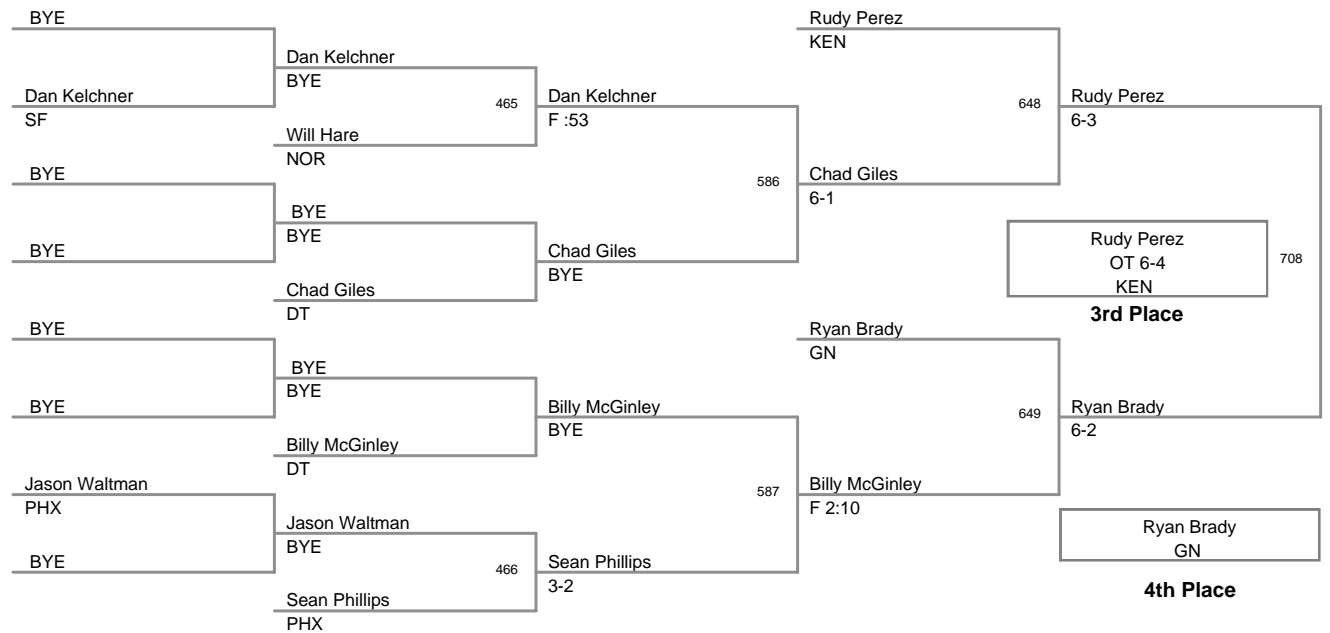 BYE
Dan Kelchner
SF
BYE
BYE
BYE
BYE
Jason Waltman
PHX
BYE
Dan Kelchner
BYE
465
Will Hare
NOR
BYE
BYE
Chad Giles
DT
BYE
BYE
Billy McGinley
DT
Jason Waltman
BYE
466
Sean Phillips
PHX
Dan Kelchner
F :53
586
Chad Giles
BYE
Billy McGinley
BYE
587
Sean Phillips
3-2
Rudy Perez
KEN
648
Chad Giles
6-1
Ryan Brady
GN
649
Billy McGinley
F 2:10
Rudy Perez
6-3
Rudy Perez
OT 6-4
KEN
708
3rd Place
Ryan Brady
6-2
Ryan Brady
GN
4th Place